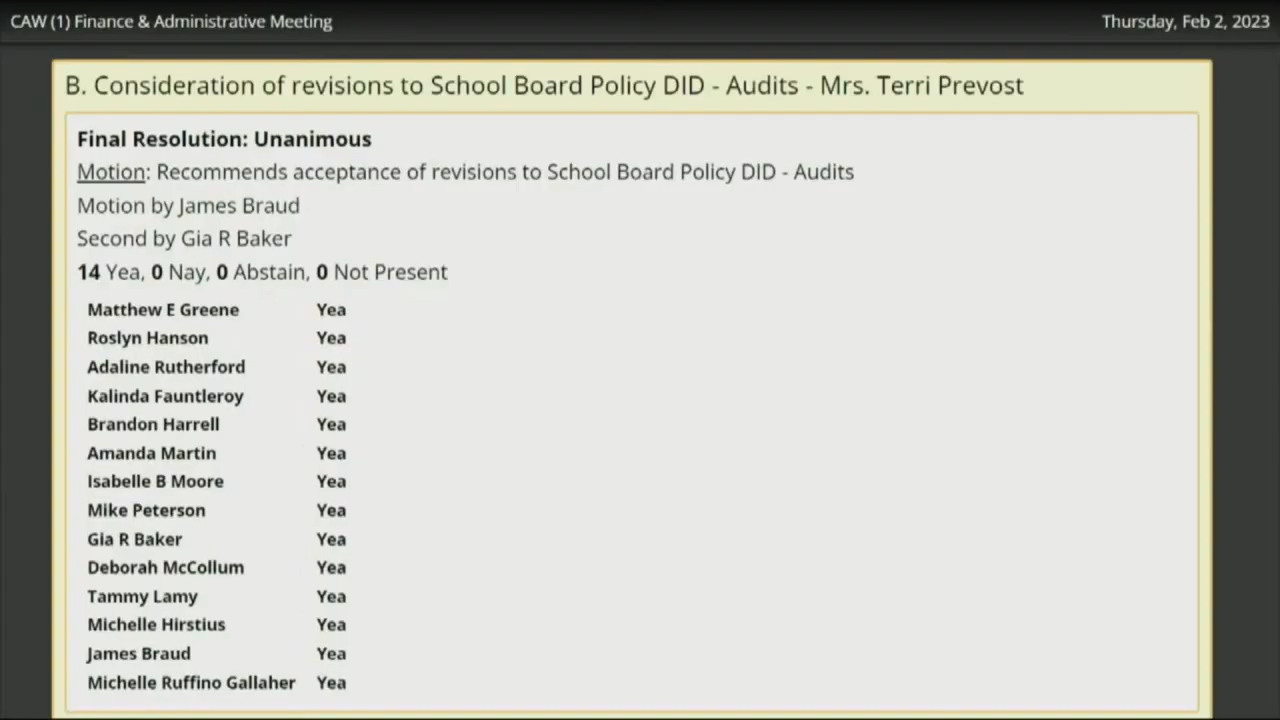 CAW (1) Finance & Administrative Meeting
Thursday, Feb 2, 2023
B. Consideration of revisions to School Board Policy DID - Audits - Mrs. Terri Prevost
Final Resolution: Unanimous
Motion: Recommends acceptance of revisions to School Board Policy DID - Audits
Motion by James Braud
Second by Gia R Baker
14 Yea, 0 Nay, 0 Abstain, 0 Not Present
Matthew E Greene Yea
Roslyn Hanson Yea
Adaline Rutherford Yea
Kalinda Fauntleroy Yea
Brandon Harrell Yea
Amanda Martin Yea
Isabelle B Moore Yea
Mike Peterson Yea
Gia R Baker Yea
Deborah McCollum Yea
Tammy Lamy Yea
Michelle Hirstius Yea
James Braud Yea
Michelle Ruffino Gallaher Yea